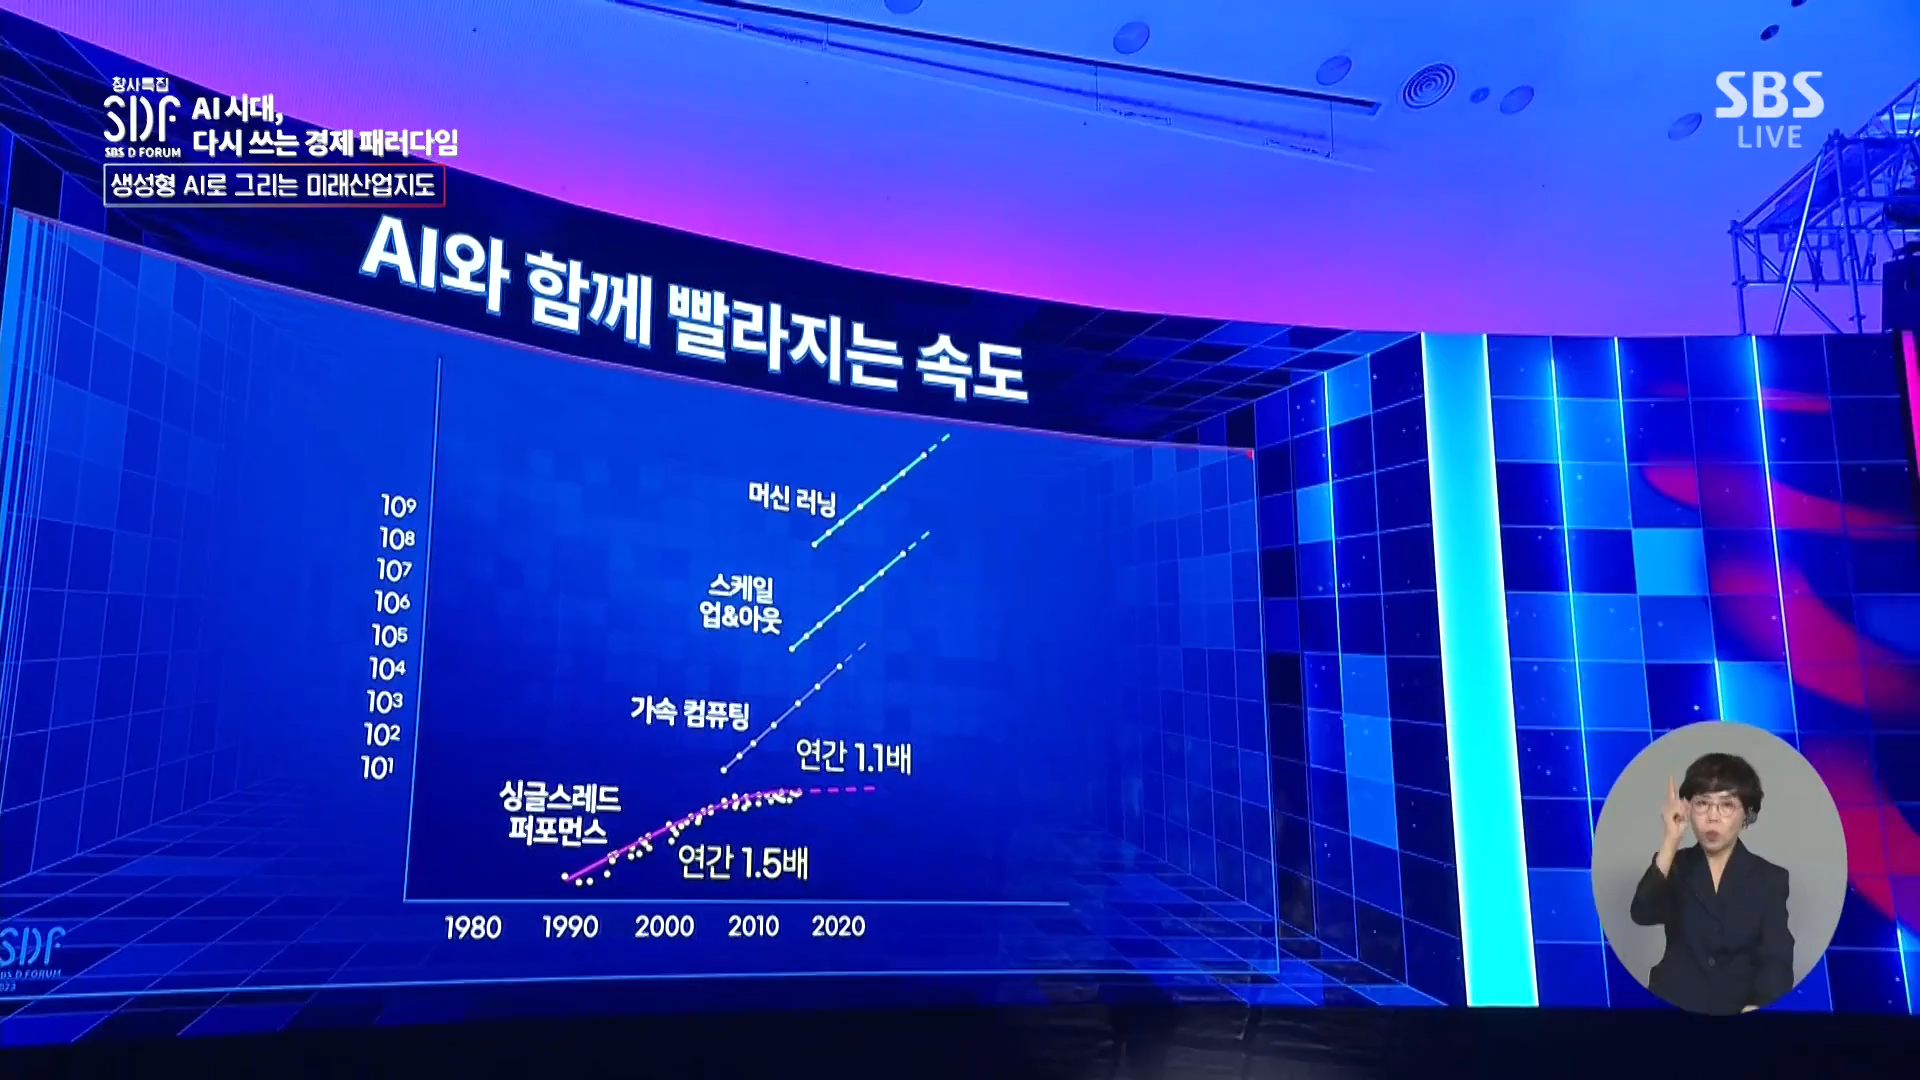 창사특집
SDF
SBS D FORUM
AI 시대,
다시 쓰는 경제 패러다임
생성형 AI로 그리는 미래산업지도
SBS
LIVE
AI와 함께 빨라지는 속도
10⁹
10⁸
10⁷
10⁶
10⁵
10⁴
10³
10²
10¹
머신 러닝
스케일
업&아웃
가속 컴퓨팅
연간 1.1배
싱글스레드
퍼포먼스
연간 1.5배
1980 1990 2000 2010 2020
SDF
SBS D FORUM
2023